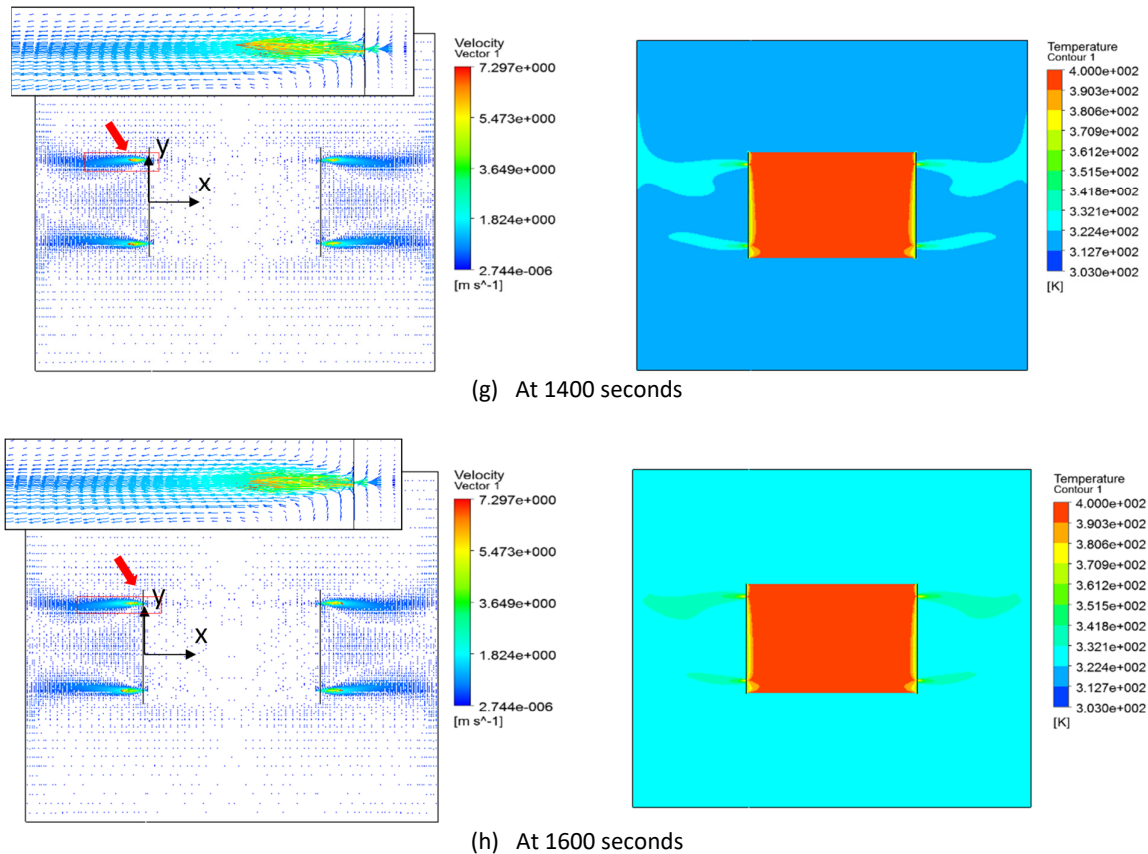 Velocity
Vector 1
7.297e+000
5.473e+000
3.649e+000
1.824e+000
2.744e-006
[m s^-1]
y
x
Temperature
Contour 1
4.000e+002
3.903e+002
3.806e+002
3.709e+002
3.612e+002
3.515e+002
3.418e+002
3.321e+002
3.224e+002
3.127e+002
3.030e+002
[K]
(g) At 1400 seconds
Velocity
Vector 1
7.297e+000
5.473e+000
3.649e+000
1.824e+000
2.744e-006
[m s^-1]
y
x
Temperature
Contour 1
4.000e+002
3.903e+002
3.806e+002
3.709e+002
3.612e+002
3.515e+002
3.418e+002
3.321e+002
3.224e+002
3.127e+002
3.030e+002
[K]
(h) At 1600 seconds